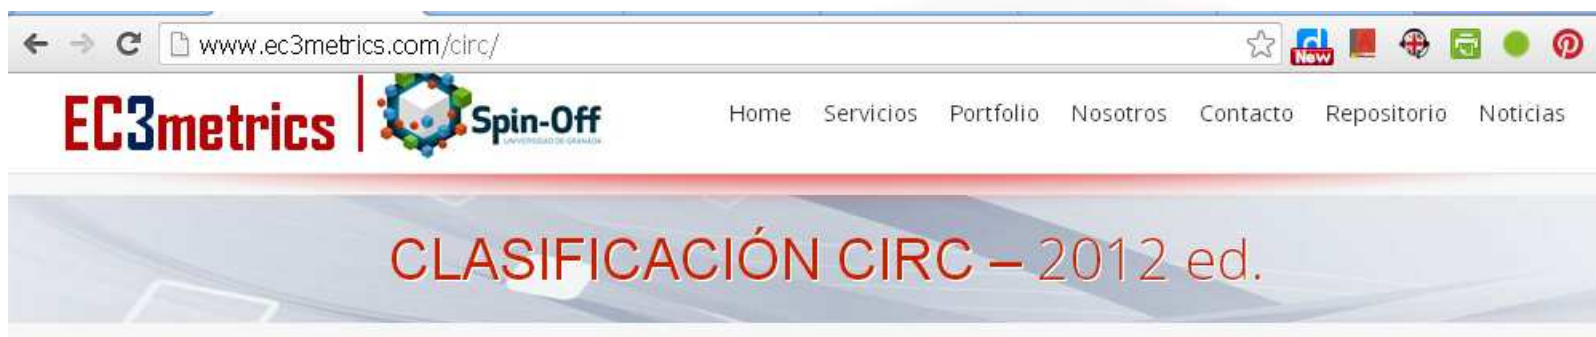 www.ec3metrics.com/circ/
New
EC3metrics
Spin-Off
UNIVERSIDAD DE GRANADA
Home Servicios Portfolio Nosotros Contacto Repositorio Noticias
CLASIFICACIÓN CIRC – 2012 ed.